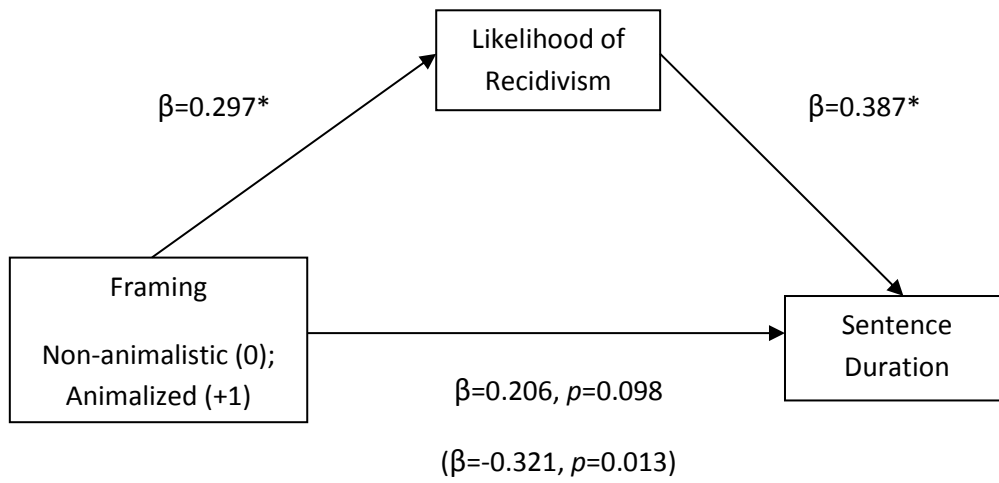 Likelihood of
Recidivism
β=0.297*
β=0.387*
Framing
Non-animalistic (0);
Animalized (+1)
Sentence
Duration
β=0.206, p=0.098
(β=-0.321, p=0.013)